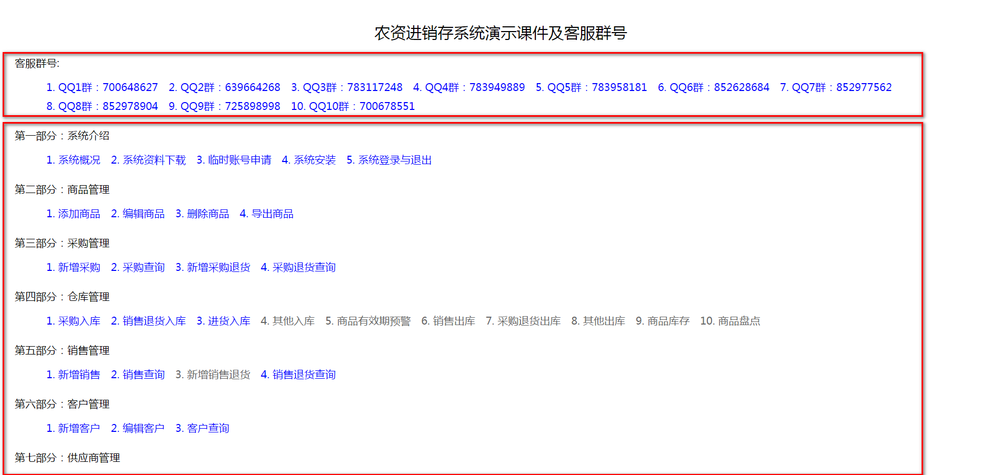 农资进销存系统演示课件及客服群号
客服群号:
1. QQ1群：700648627 2. QQ2群：639664268 3. QQ3群：783117248 4. QQ4群：783949889 5. QQ5群：783958181 6. QQ6群：852628684 7. QQ7群：852977562
8. QQ8群：852978904 9. QQ9群：725898998 10. QQ10群：700678551
第一部分：系统介绍
1. 系统概况 2. 系统资料下载 3. 临时账号申请 4. 系统安装 5. 系统登录与退出
第二部分：商品管理
1. 添加商品 2. 编辑商品 3. 删除商品 4. 导出商品
第三部分：采购管理
1. 新增采购 2. 采购查询 3. 新增采购退货 4. 采购退货查询
第四部分：仓库管理
1. 采购入库 2. 销售退货入库 3. 进货入库 4. 其他入库 5. 商品有效期预警 6. 销售出库 7. 采购退货出库 8. 其他出库 9. 商品库存 10. 商品盘点
第五部分：销售管理
1. 新增销售 2. 销售查询 3. 新增销售退货 4. 销售退货查询
第六部分：客户管理
1. 新增客户 2. 编辑客户 3. 客户查询
第七部分：供应商管理